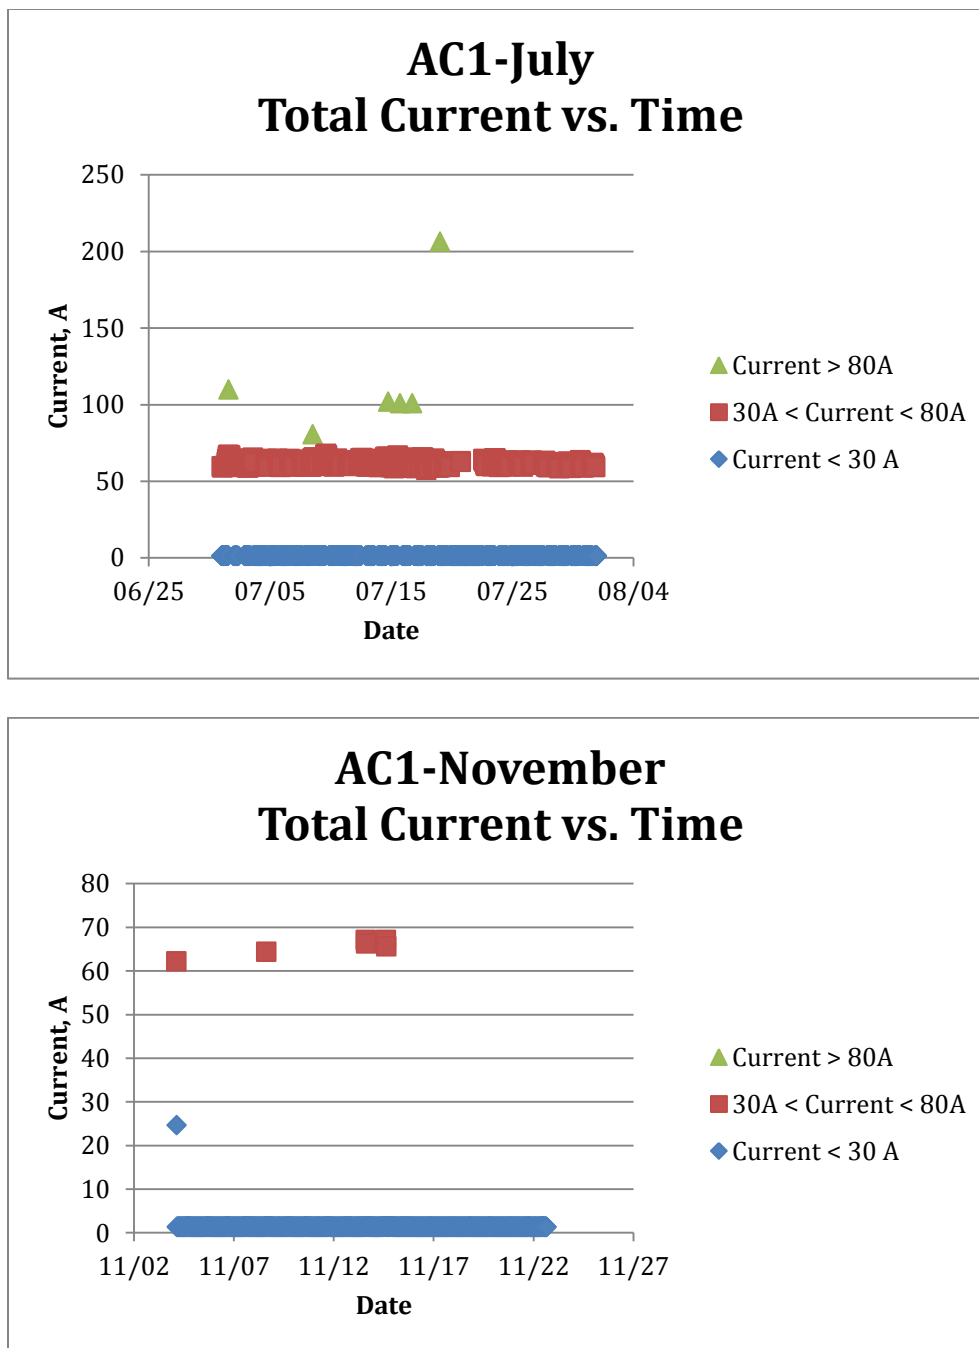 AC1-July
Total Current vs. Time
250
200
150
100
50
0
Current, A
06/25 07/05 07/15 07/25 08/04
Date
Current > 80A
30A < Current < 80A
Current < 30 A
AC1-November
Total Current vs. Time
80
70
60
50
40
30
20
10
0
Current, A
11/02 11/07 11/12 11/17 11/22 11/27
Date
Current > 80A
30A < Current < 80A
Current < 30 A